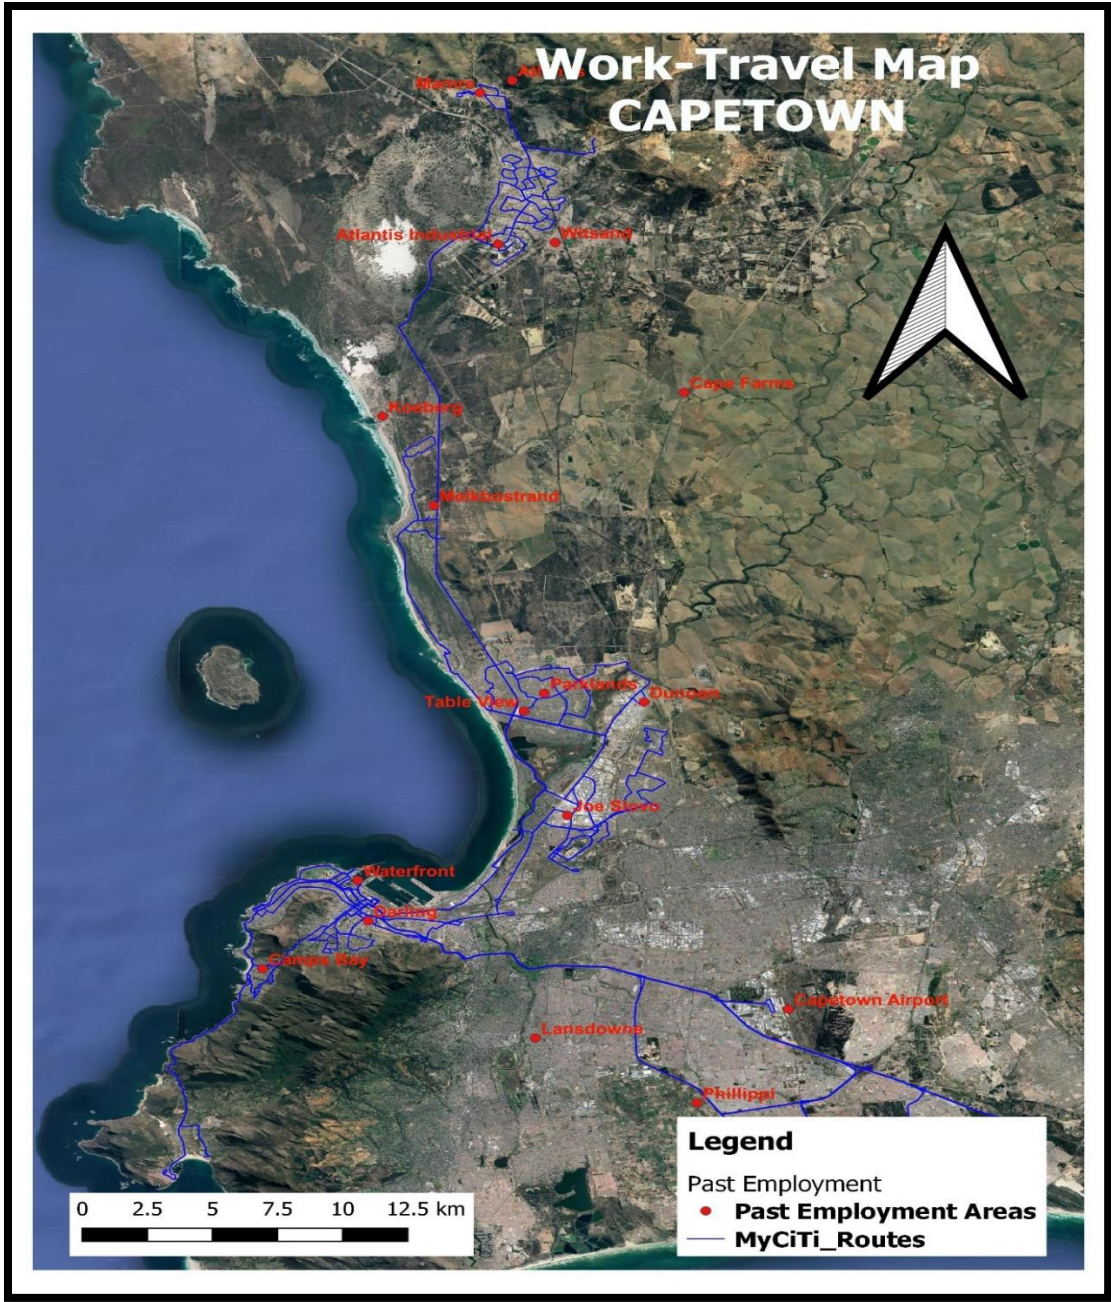 Work-Travel Map
CAPETOWN
Mamre
Atlantis Industrial
Witsand
Cape Farms
Koeberg
Melkbostrand
Parklands
Dunoon
Table View
Joe Slovo
Waterfront
Darling
Camps Bay
Capetown Airport
Lansdowne
Phillippi
Legend
Past Employment
Past Employment Areas
MyCiTi_Routes
0 2.5 5 7.5 10 12.5 km